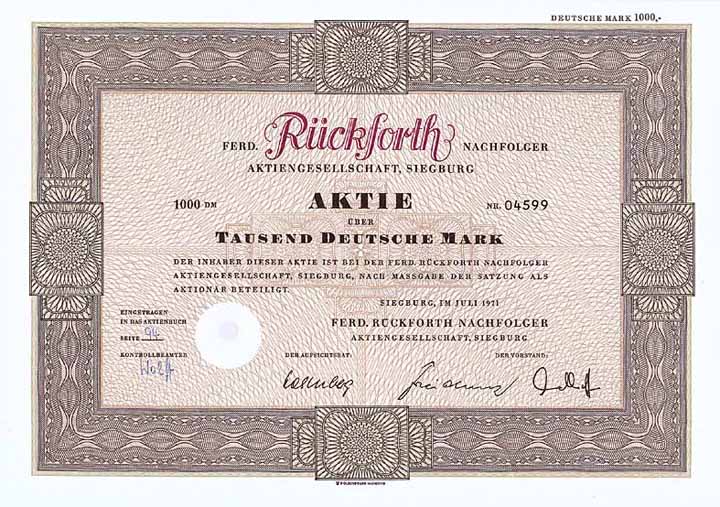 DEUTSCHE MARK 1000,-
FERD. Rückforth NACHFOLGER
AKTIENGESELLSCHAFT, SIEGBURG
1000 DM AKTIE NR. 04599
ÜBER
TAUSEND DEUTSCHE MARK
DER INHABER DIESER AKTIE IST BEI DER FERD. RÜCKFORTH NACHFOLGER
AKTIENGESELLSCHAFT, SIEGBURG, NACH MASSGABE DER SATZUNG ALS
AKTIONÄR BETEILIGT.
SIEGBURG, IM JULI 1971
EINGETRAGEN
IN DAS AKTIENBUCH
SEITE 94
FERD. RÜCKFORTH NACHFOLGER
AKTIENGESELLSCHAFT, SIEGBURG
KONTROLLBEAMTER
DER AUFSICHTSRAT:
DER VORSTAND: